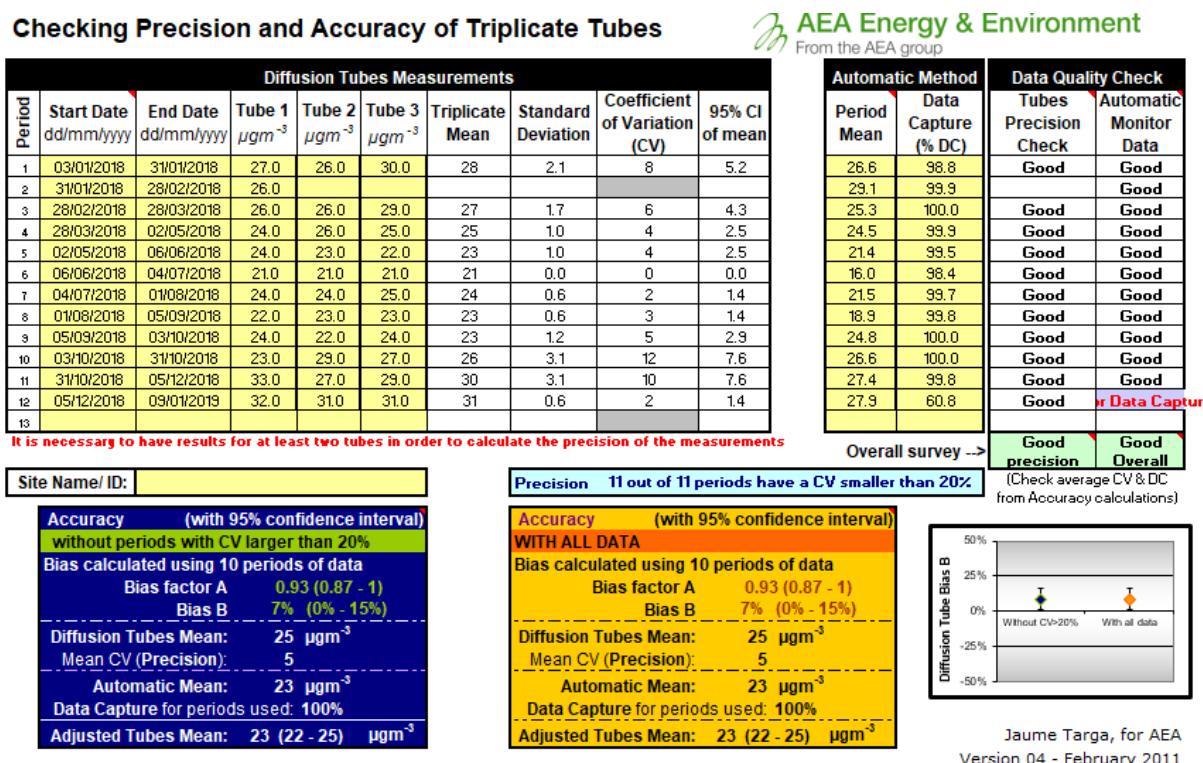 Checking Precision and Accuracy of Triplicate Tubes
AEA Energy & Environment
From the AEA group
Diffusion Tubes Measurements
Automatic Method
Data Quality Check
Period
Start Date dd/mm/yyyy
End Date dd/mm/yyyy
Tube 1 µgm-3
Tube 2 µgm-3
Tube 3 µgm-3
Triplicate Mean
Standard Deviation
Coefficient of Variation (CV)
95% CI of mean
Period Mean
Data Capture (% DC)
Tubes Precision Check
Automatic Monitor Data
1 03/01/2018 31/01/2018 27.0 26.0 30.0 28 2.1 8 5.2 26.6 98.8 Good Good
2 31/01/2018 28/02/2018 26.0 29.1 99.9 Good
3 28/02/2018 28/03/2018 26.0 26.0 29.0 27 1.7 6 4.3 25.3 100.0 Good Good
4 28/03/2018 02/05/2018 24.0 26.0 25.0 25 1.0 4 2.5 24.5 99.9 Good Good
5 02/05/2018 06/06/2018 24.0 23.0 22.0 23 1.0 4 2.5 21.4 99.5 Good Good
6 06/06/2018 04/07/2018 21.0 21.0 21.0 21 0.0 0 0.0 16.0 98.4 Good Good
7 04/07/2018 01/08/2018 24.0 24.0 25.0 24 0.6 2 1.4 21.5 99.7 Good Good
8 01/08/2018 05/09/2018 22.0 23.0 23.0 23 0.6 3 1.4 18.9 99.8 Good Good
9 05/09/2018 03/10/2018 24.0 22.0 24.0 23 1.2 5 2.9 24.8 100.0 Good Good
10 03/10/2018 31/10/2018 23.0 29.0 27.0 26 3.1 12 7.6 26.6 100.0 Good Good
11 31/10/2018 05/12/2018 33.0 27.0 29.0 30 3.1 10 7.6 27.4 99.8 Good Good
12 05/12/2018 09/01/2019 32.0 31.0 31.0 31 0.6 2 1.4 27.9 60.8 Good r Data Captur
13
It is necessary to have results for at least two tubes in order to calculate the precision of the measurements
Overall survey -->
Good precision
Good Overall
Site Name/ ID:
Precision 11 out of 11 periods have a CV smaller than 20%
(Check average CV & DC
from Accuracy calculations)
Accuracy (with 95% confidence interval)
without periods with CV larger than 20%
Bias calculated using 10 periods of data
Bias factor A 0.93 (0.87 - 1)
Bias B 7% (0% - 15%)
Diffusion Tubes Mean: 25 µgm-3
Mean CV (Precision): 5
Automatic Mean: 23 µgm-3
Data Capture for periods used: 100%
Adjusted Tubes Mean: 23 (22 - 25) µgm-3
Accuracy (with 95% confidence interval)
WITH ALL DATA
Bias calculated using 10 periods of data
Bias factor A 0.93 (0.87 - 1)
Bias B 7% (0% - 15%)
Diffusion Tubes Mean: 25 µgm-3
Mean CV (Precision): 5
Automatic Mean: 23 µgm-3
Data Capture for periods used: 100%
Adjusted Tubes Mean: 23 (22 - 25) µgm-3
Diffusion Tube Bias B
50%
25%
0%
-25%
-50%
Without CV>20%
With all data
Jaume Targa, for AEA
Version 04 - February 2011